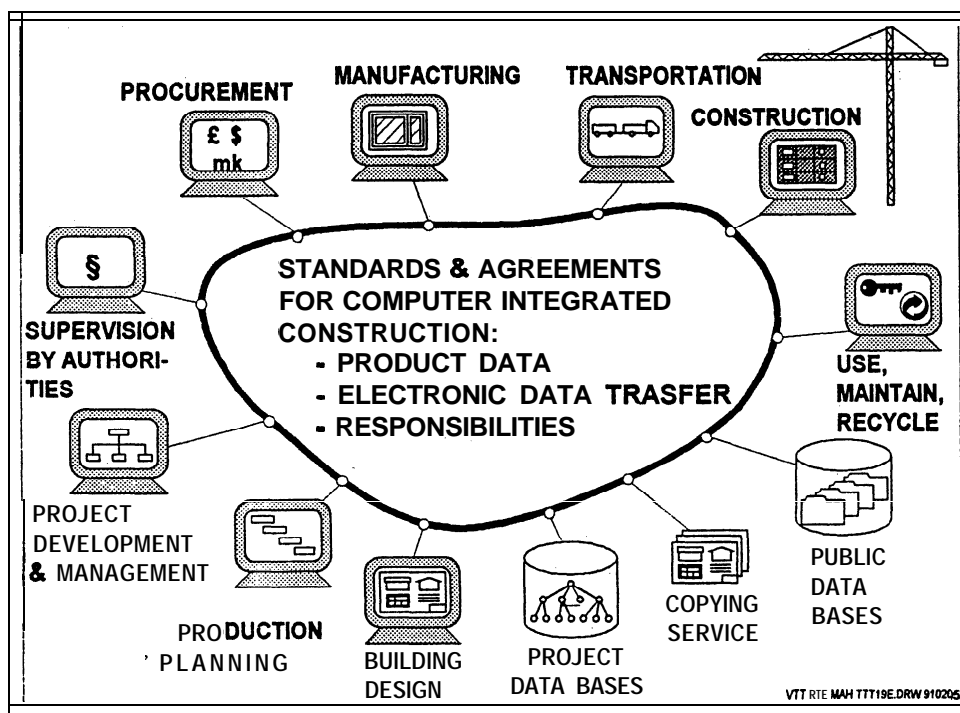 MANUFACTURING
TRANSPORTATION
PROCUREMENT
CONSTRUCTION
£ $
mk
§
STANDARDS & AGREEMENTS
FOR COMPUTER INTEGRATED
CONSTRUCTION:
- PRODUCT DATA
- ELECTRONIC DATA TRASFER
- RESPONSIBILITIES
SUPERVISION
BY AUTHORI-
TIES
USE,
MAINTAIN,
RECYCLE
PROJECT
DEVELOPMENT
& MANAGEMENT
PRODUCTION
PLANNING
BUILDING
DESIGN
PROJECT
DATA BASES
COPYING
SERVICE
PUBLIC
DATA
BASES
VTT RTE MAH TTT19E.DRW 910205